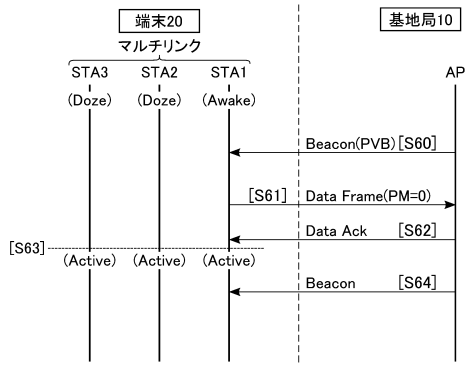 端末20
基地局10
マルチリンク
STA3 STA2 STA1 AP
(Doze) (Doze) (Awake)
Beacon(PVB) [S60]
[S61] Data Frame(PM=0)
Data Ack [S62]
[S63]
(Active) (Active) (Active)
Beacon [S64]